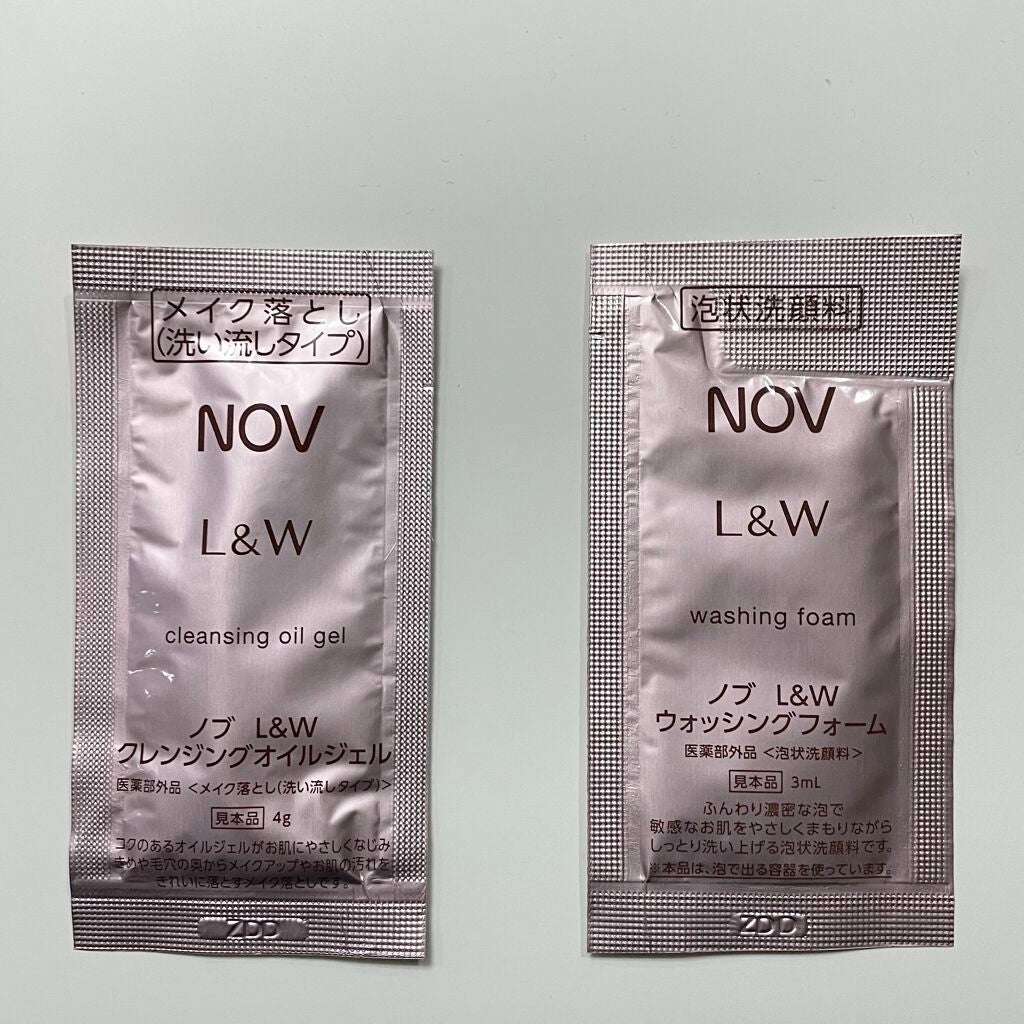 メイク落とし
(洗い流しタイプ)
NOV
L&W
cleansing oil gel
ノブ L&W
クレンジングオイルジェル
医薬部外品 <メイク落とし(洗い流しタイプ)>
見本品 4g
コクのあるオイルジェルがお肌にやさしくなじみ
きめや毛穴の奥からメイクアップやお肌の汚れを
きれいに落とすメイク落としです。
ZDD
泡状洗顔料
NOV
L&W
washing foam
ノブ L&W
ウォッシングフォーム
医薬部外品 <泡状洗顔料>
見本品 3mL
ふんわり濃密な泡で
敏感なお肌をやさしくまもりながら
しっとり洗い上げる泡状洗顔料です。
※本品は、泡で出る容器を使っています。
ZDD